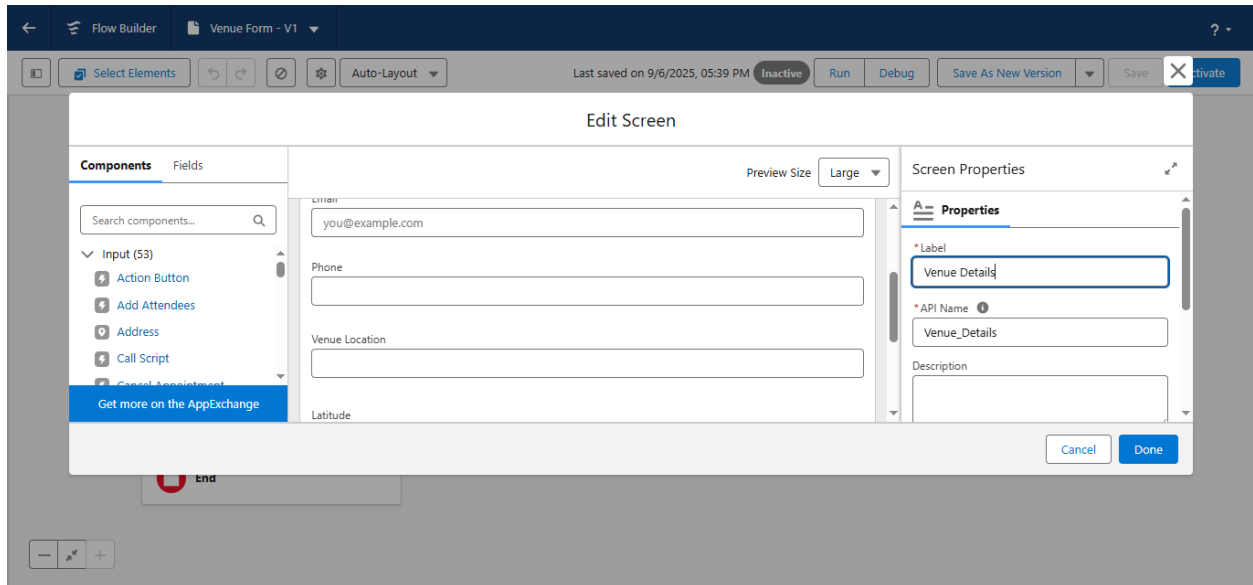 Flow Builder
Venue Form - V1
? 
Select Elements
Auto-Layout
Last saved on 9/6/2025, 05:39 PM
Inactive
Run
Debug
Save As New Version
Save
ctivate
Edit Screen
Components
Fields
Preview Size
Large
Screen Properties
Search components...
Input (53)
Action Button
Add Attendees
Address
Call Script
Cancel Appointment
Get more on the AppExchange
Email
you@example.com
Phone
Venue Location
Latitude
Properties
*Label
Venue Details
*API Name
Venue_Details
Description
Cancel
Done
End